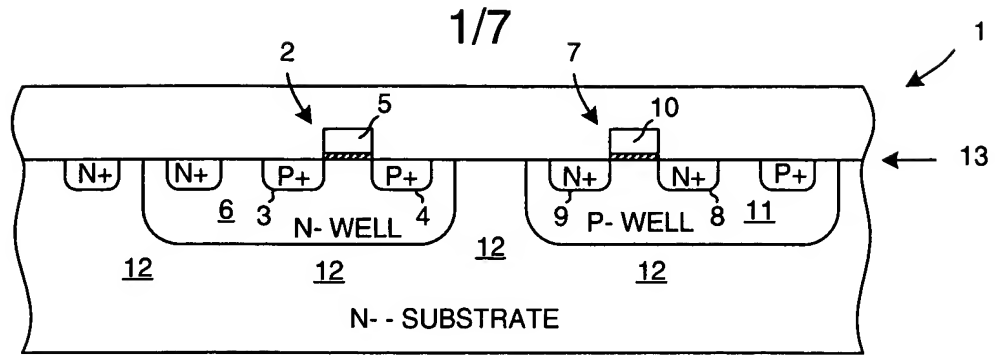 1/7
1
2
5
7
10
13
N+
N+
P+
P+
N+
N+
P+
6
3
4
9
8
11
N- WELL
P- WELL
12
12
12
12
N- - SUBSTRATE